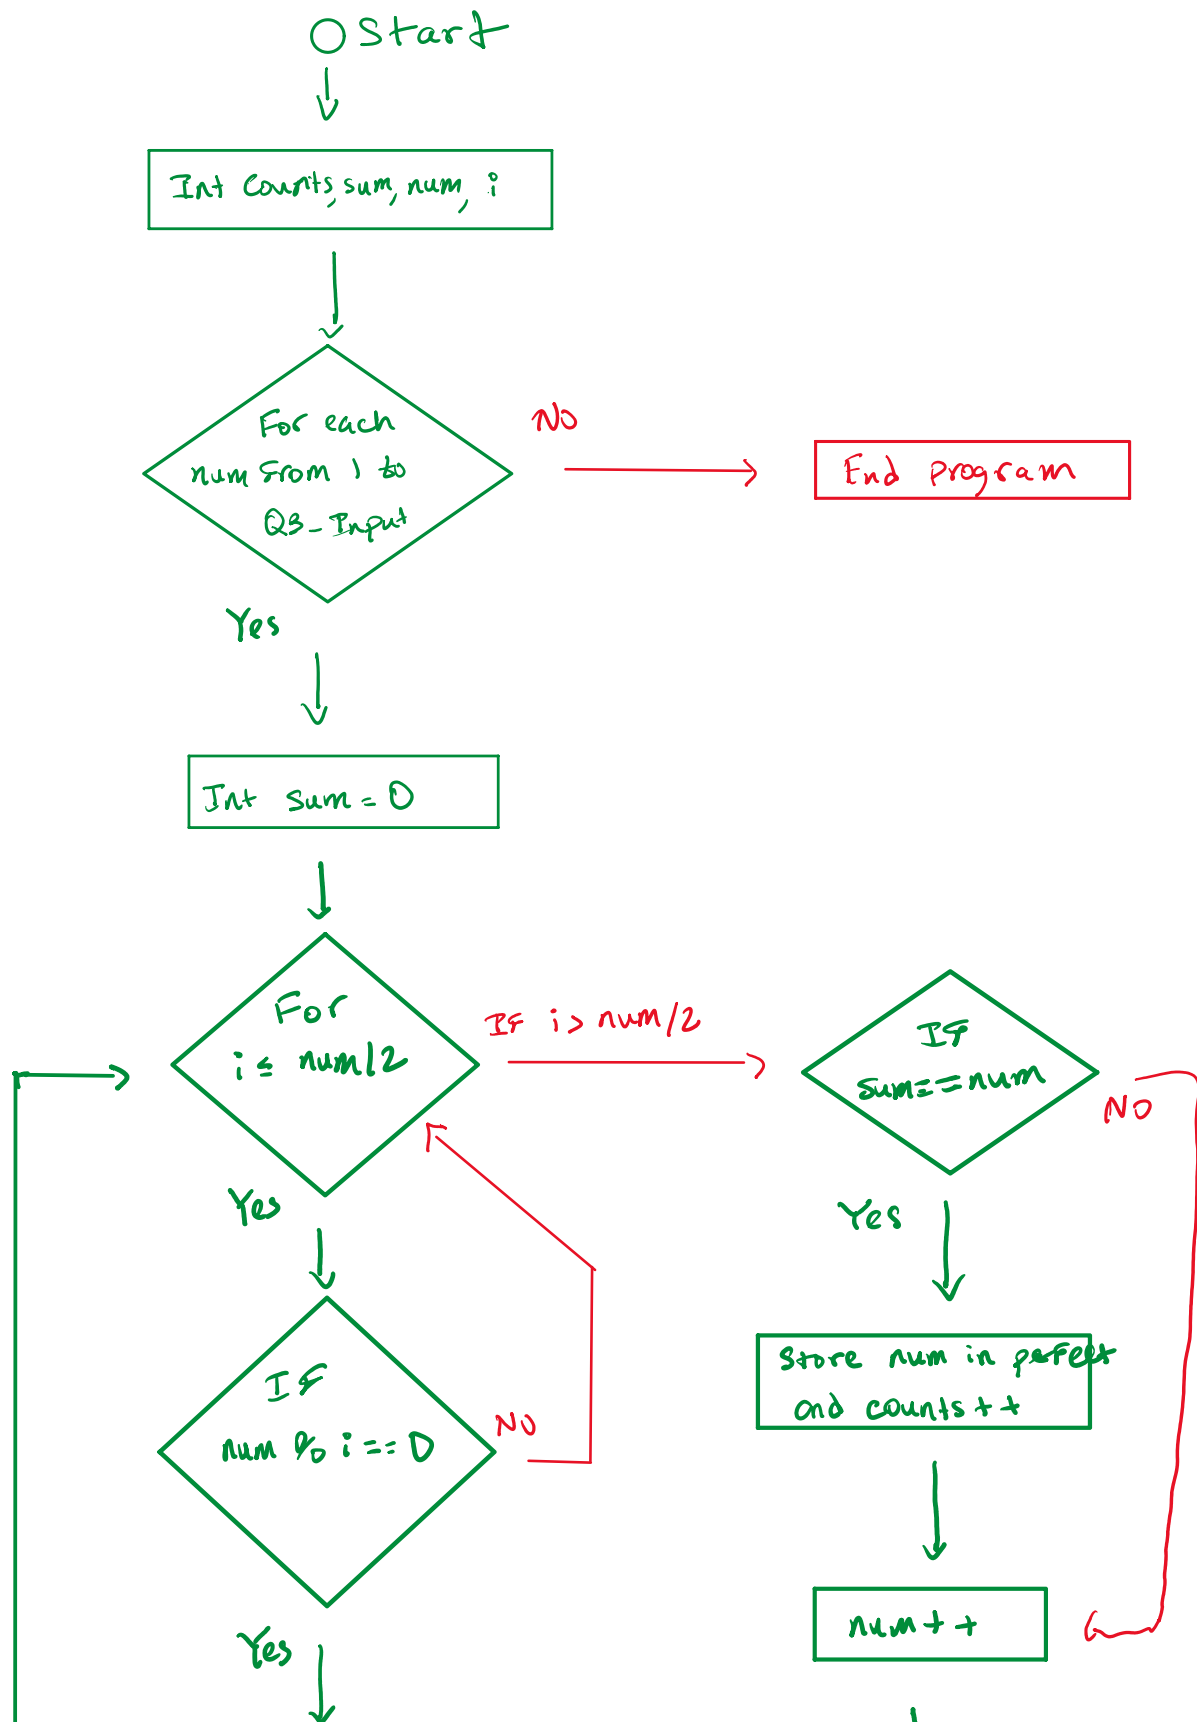 Start
Int Counts, sum, num, i
For each
num From 1 to
Q3_Input
NO
End program
Yes
Int sum = 0
For
i ≤ num/2
IF i > num/2
IF
sum == num
NO
Yes
Yes
IF
num % i == 0
NO
Store num in perfect
and counts ++
num ++
Yes